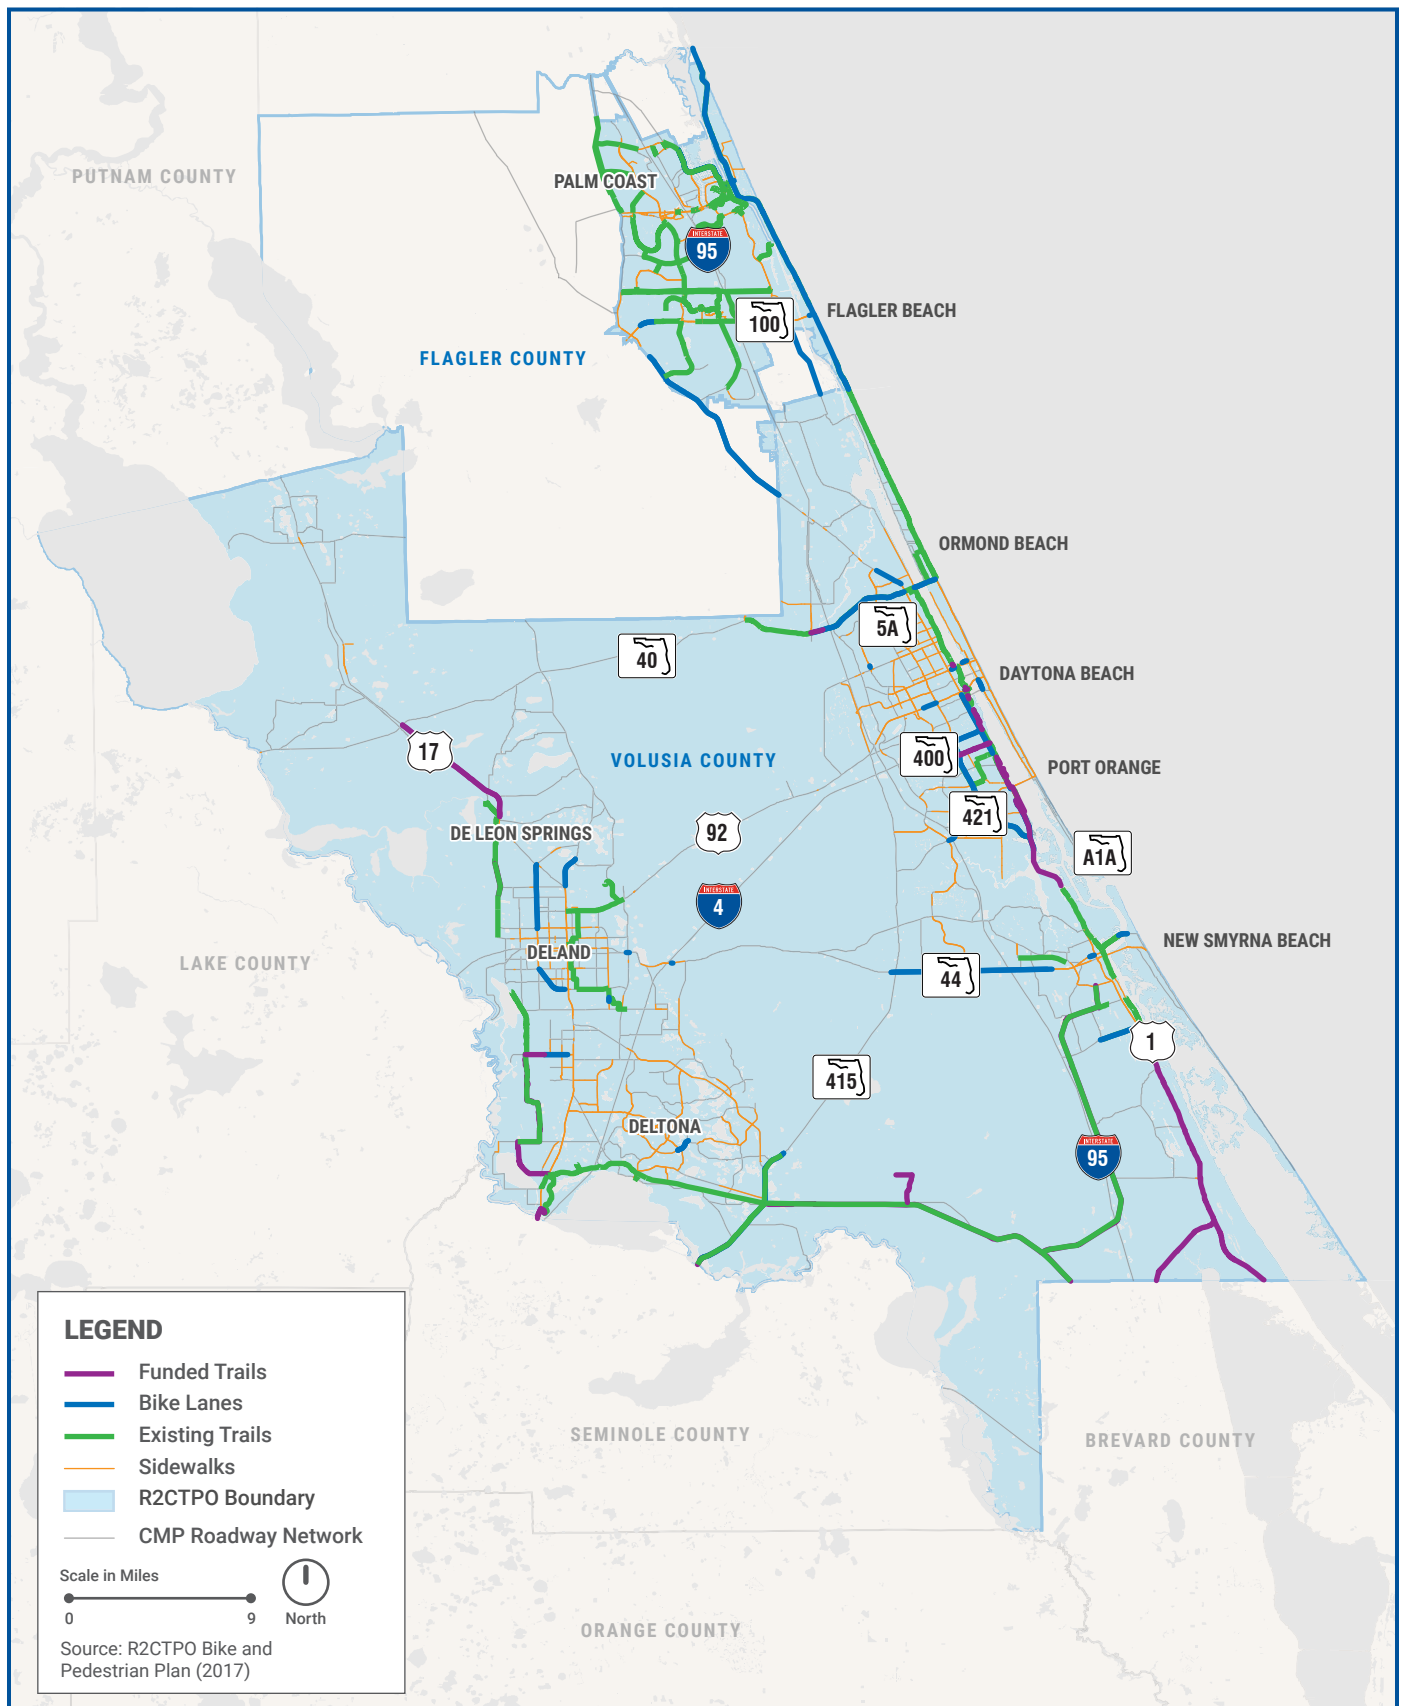 PUTNAM COUNTY
PALM COAST
INTERSTATE
95
100
FLAGLER BEACH
FLAGLER COUNTY
ORMOND BEACH
5A
40
DAYTONA BEACH
17
VOLUSIA COUNTY
400
PORT ORANGE
421
DE LEON SPRINGS
92
A1A
INTERSTATE
4
NEW SMYRNA BEACH
DELAND
LAKE COUNTY
44
1
415
DELTONA
INTERSTATE
95
LEGEND
Funded Trails
Bike Lanes
Existing Trails
Sidewalks
R2CTPO Boundary
CMP Roadway Network
Scale in Miles
0 9 North
Source: R2CTPO Bike and
Pedestrian Plan (2017)
SEMINOLE COUNTY
BREVARD COUNTY
ORANGE COUNTY